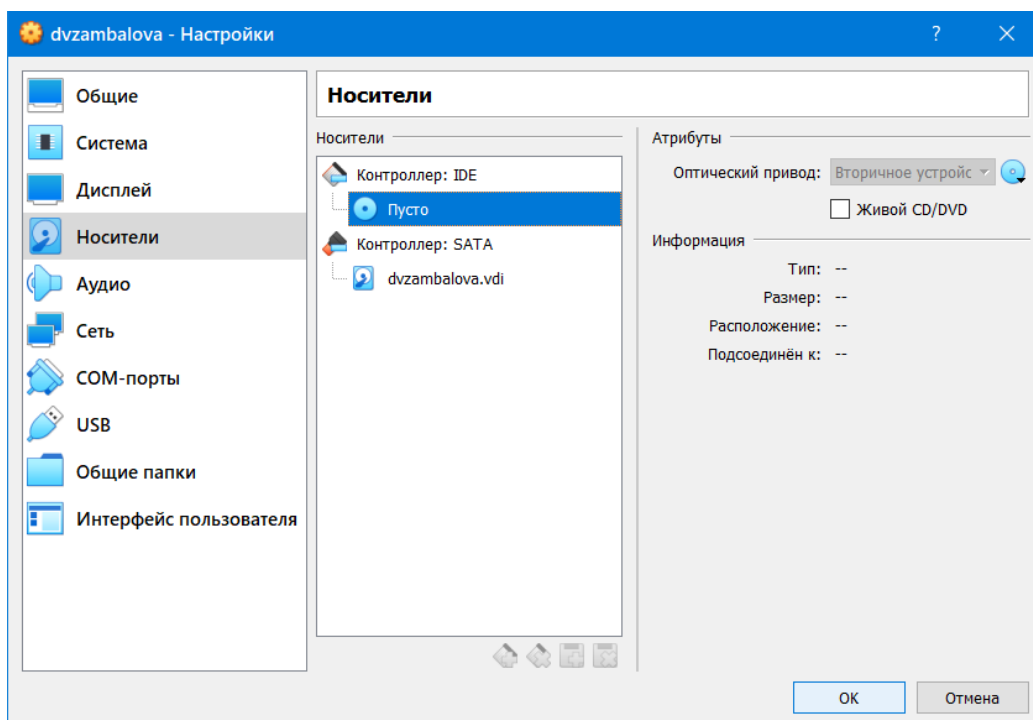 dvzambalova - Настройки
?
Общие
Система
Дисплей
Носители
Аудио
Сеть
COM-порты
USB
Общие папки
Интерфейс пользователя
Носители
Носители
Контроллер: IDE
Пусто
Контроллер: SATA
dvzambalova.vdi
Атрибуты
Оптический привод: Вторичное устройс
Живой CD/DVD
Информация
Тип: --
Размер: --
Расположение: --
Подсоединён к: --
OK
Отмена